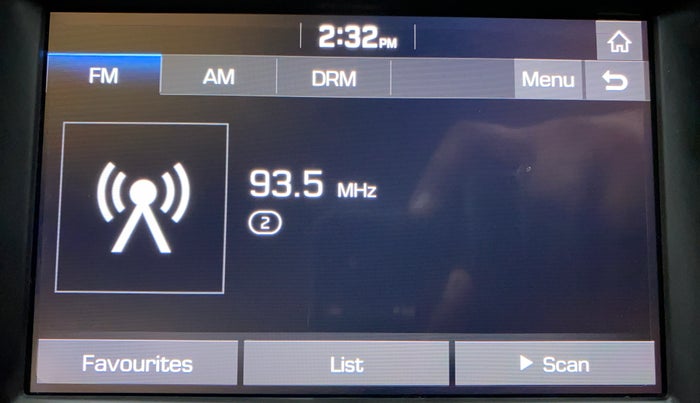 2:32PM
FM AM DRM Menu
93.5 MHz
2
Favourites List Scan